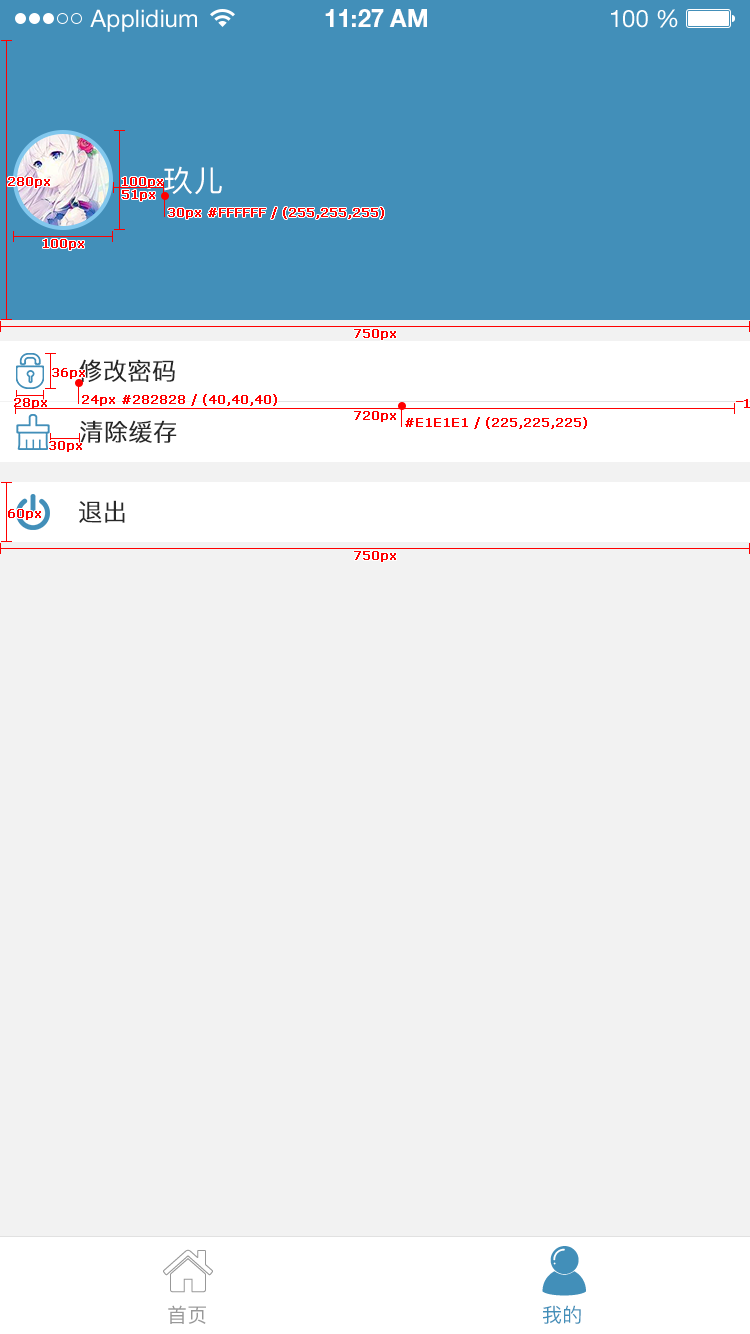 Applidium 11:27 AM 100 %
280px
100px
51px
玖儿
30px #FFFFFF / (255,255,255)
100px
750px
36px
修改密码
28px
24px #282828 / (40,40,40)
720px
#E1E1E1 / (225,225,225)
1
30px
清除缓存
60px
退出
750px
首页
我的